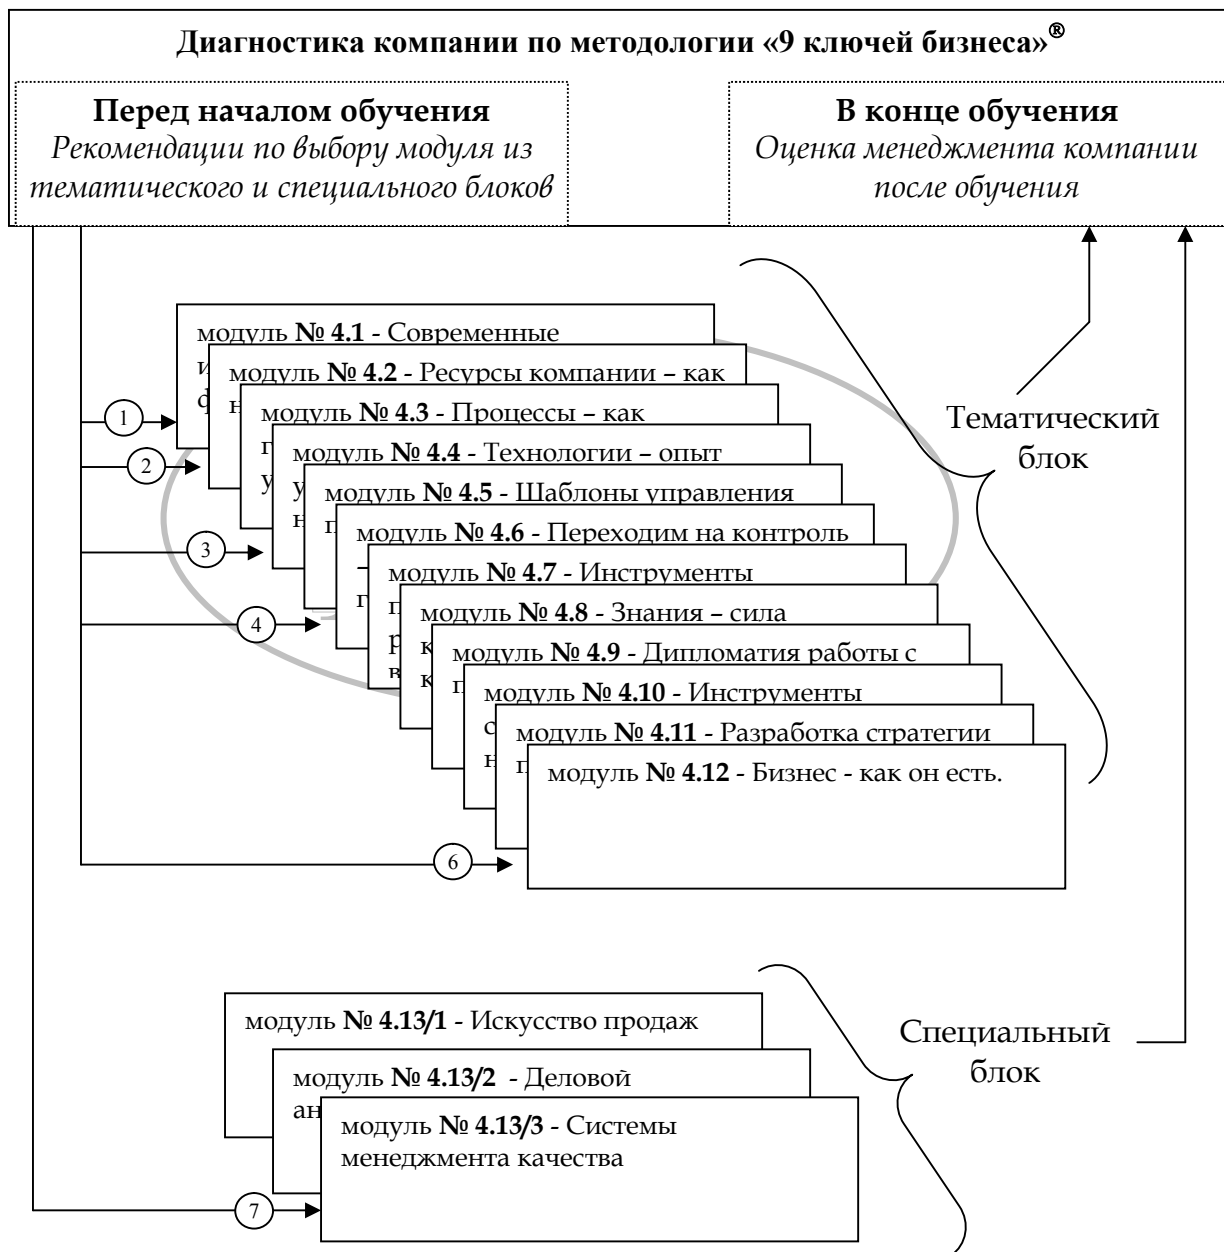 Диагностика компании по методологии «9 ключей бизнеса»®
Перед началом обучения
Рекомендации по выбору модуля из
тематического и специального блоков
В конце обучения
Оценка менеджмента компании
после обучения
модуль № 4.1 - Современные
модуль № 4.2 - Ресурсы компании – как
модуль № 4.3 - Процессы – как
модуль № 4.4 - Технологии – опыт
модуль № 4.5 - Шаблоны управления
модуль № 4.6 - Переходим на контроль
модуль № 4.7 - Инструменты
модуль № 4.8 - Знания – сила
модуль № 4.9 - Дипломатия работы с
модуль № 4.10 - Инструменты
модуль № 4.11 - Разработка стратегии
модуль № 4.12 - Бизнес - как он есть.
1
2
3
4
6
Тематический
блок
модуль № 4.13/1 - Искусство продаж
модуль № 4.13/2 - Деловой
ан
модуль № 4.13/3 - Системы
менеджмента качества
7
Специальный
блок